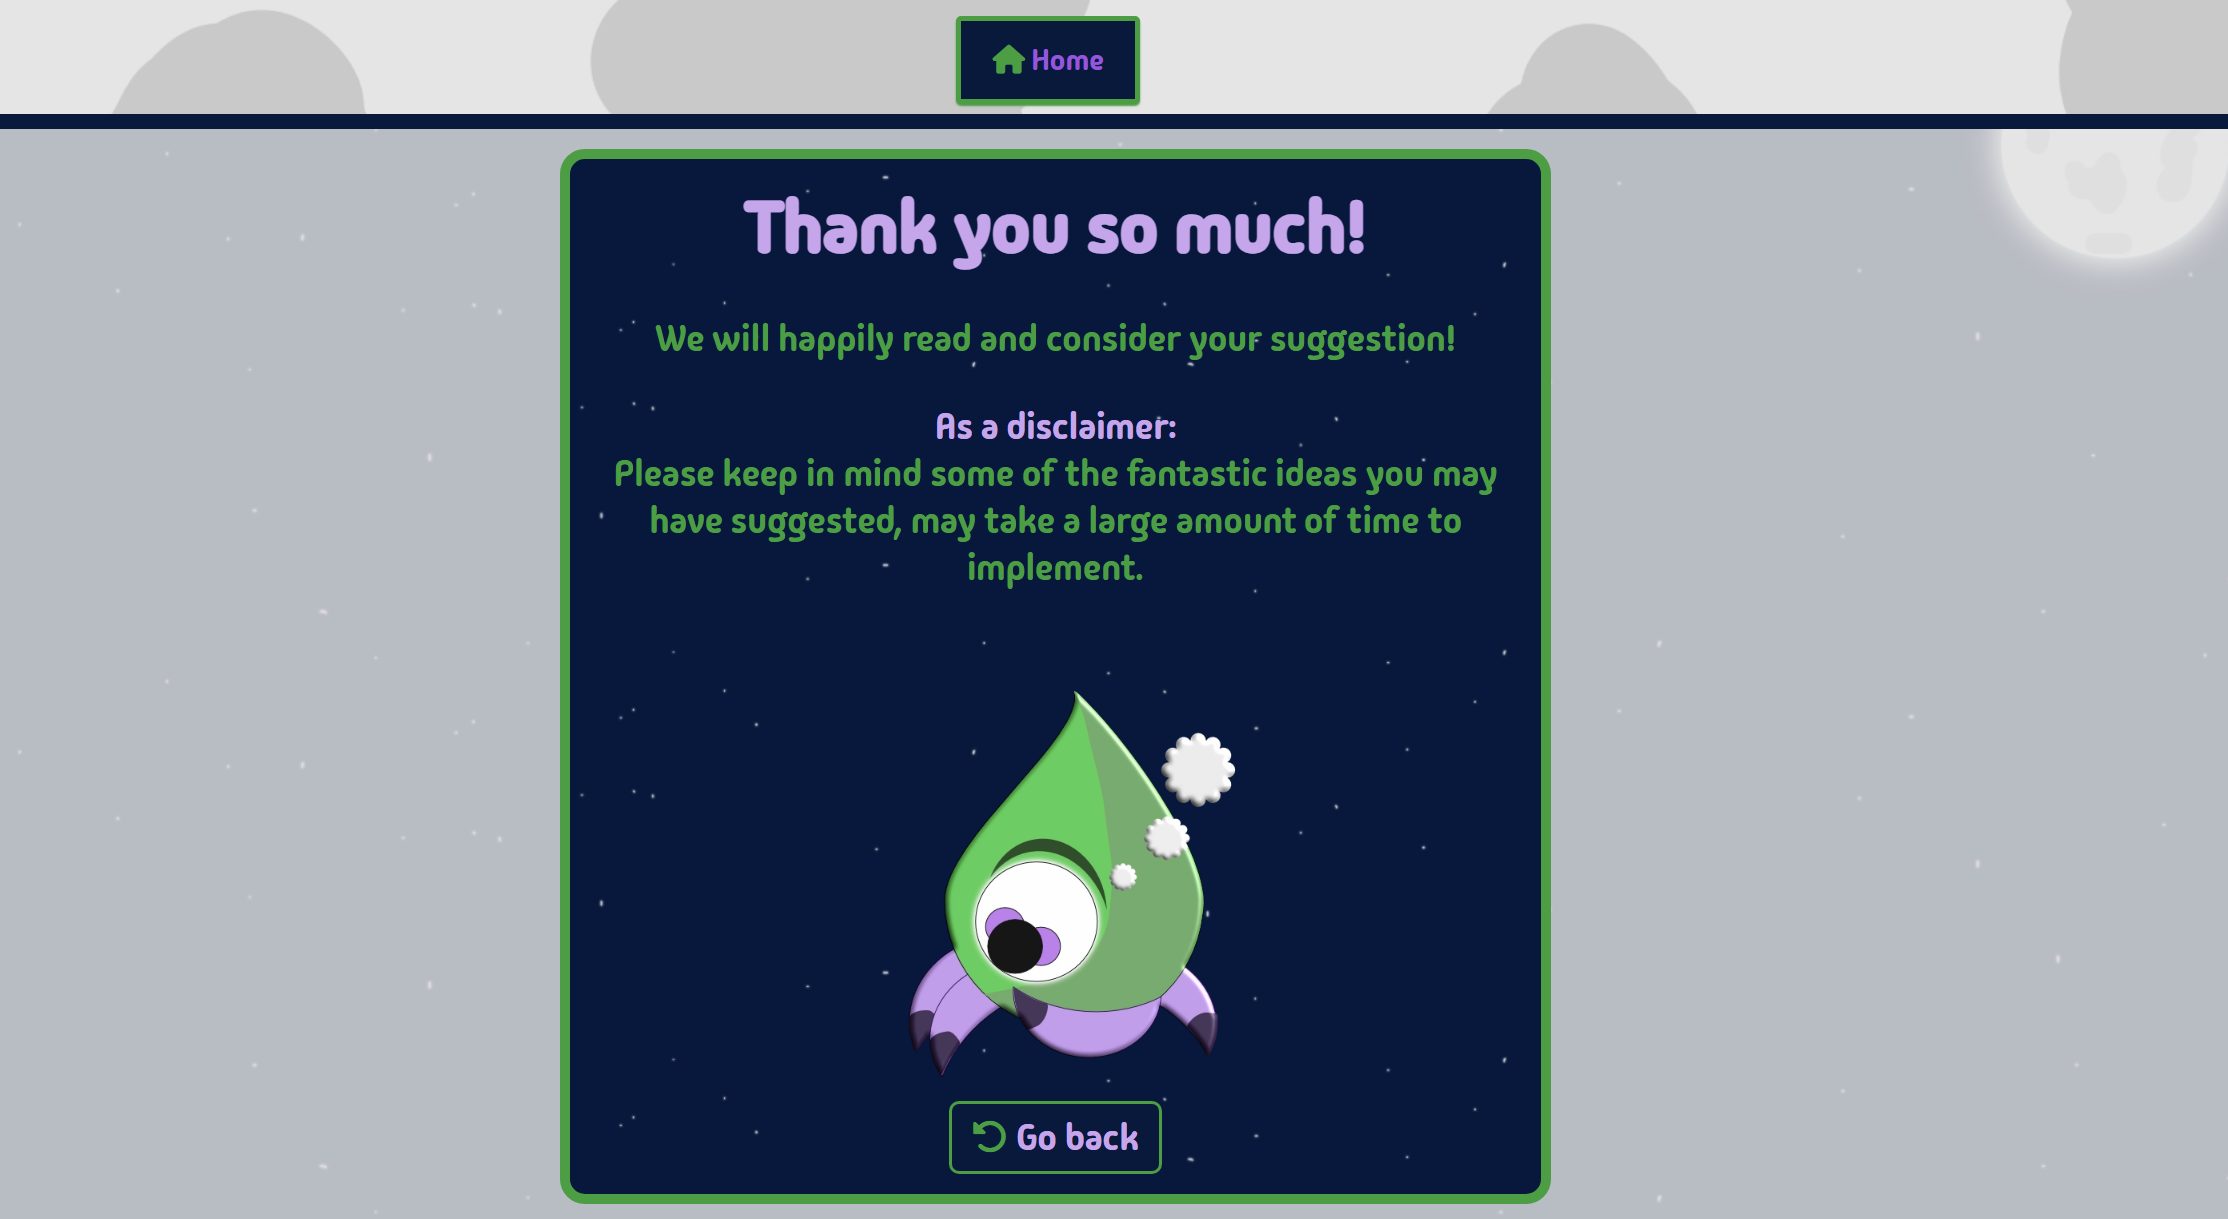 Home
Thank you so much!
We will happily read and consider your suggestion!
As a disclaimer:
Please keep in mind some of the fantastic ideas you may
have suggested, may take a large amount of time to
implement.
Go back